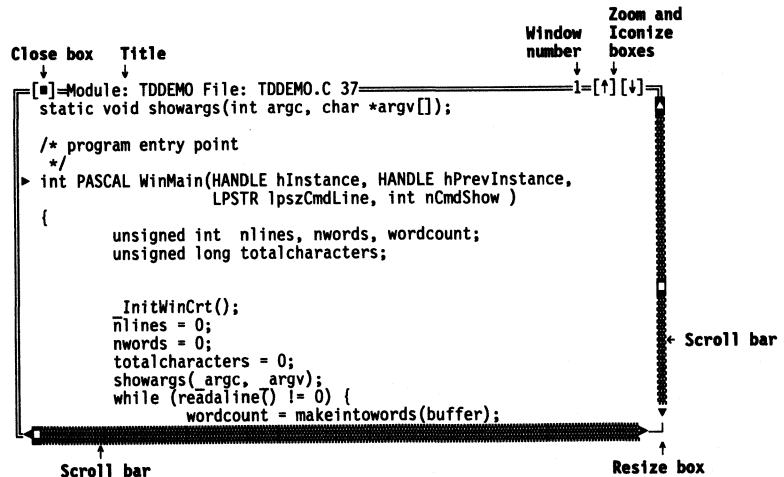 Zoom and
Window Iconize
Close box Title number boxes
[■]=Module: TDDEMO File: TDDEMO.C 37 1=[↑][↓]
static void showargs(int argc, char *argv[]);
/* program entry point
*/
► int PASCAL WinMain(HANDLE hInstance, HANDLE hPrevInstance,
LPSTR lpszCmdLine, int nCmdShow )
{
unsigned int  nlines, nwords, wordcount;
unsigned long totalcharacters;
_InitWinCrt();
nlines = 0;
nwords = 0;
totalcharacters = 0;
showargs(_argc, _argv);
while (readaline() != 0) {
wordcount = makeintowords(buffer);
Scroll bar
Scroll bar
Resize box